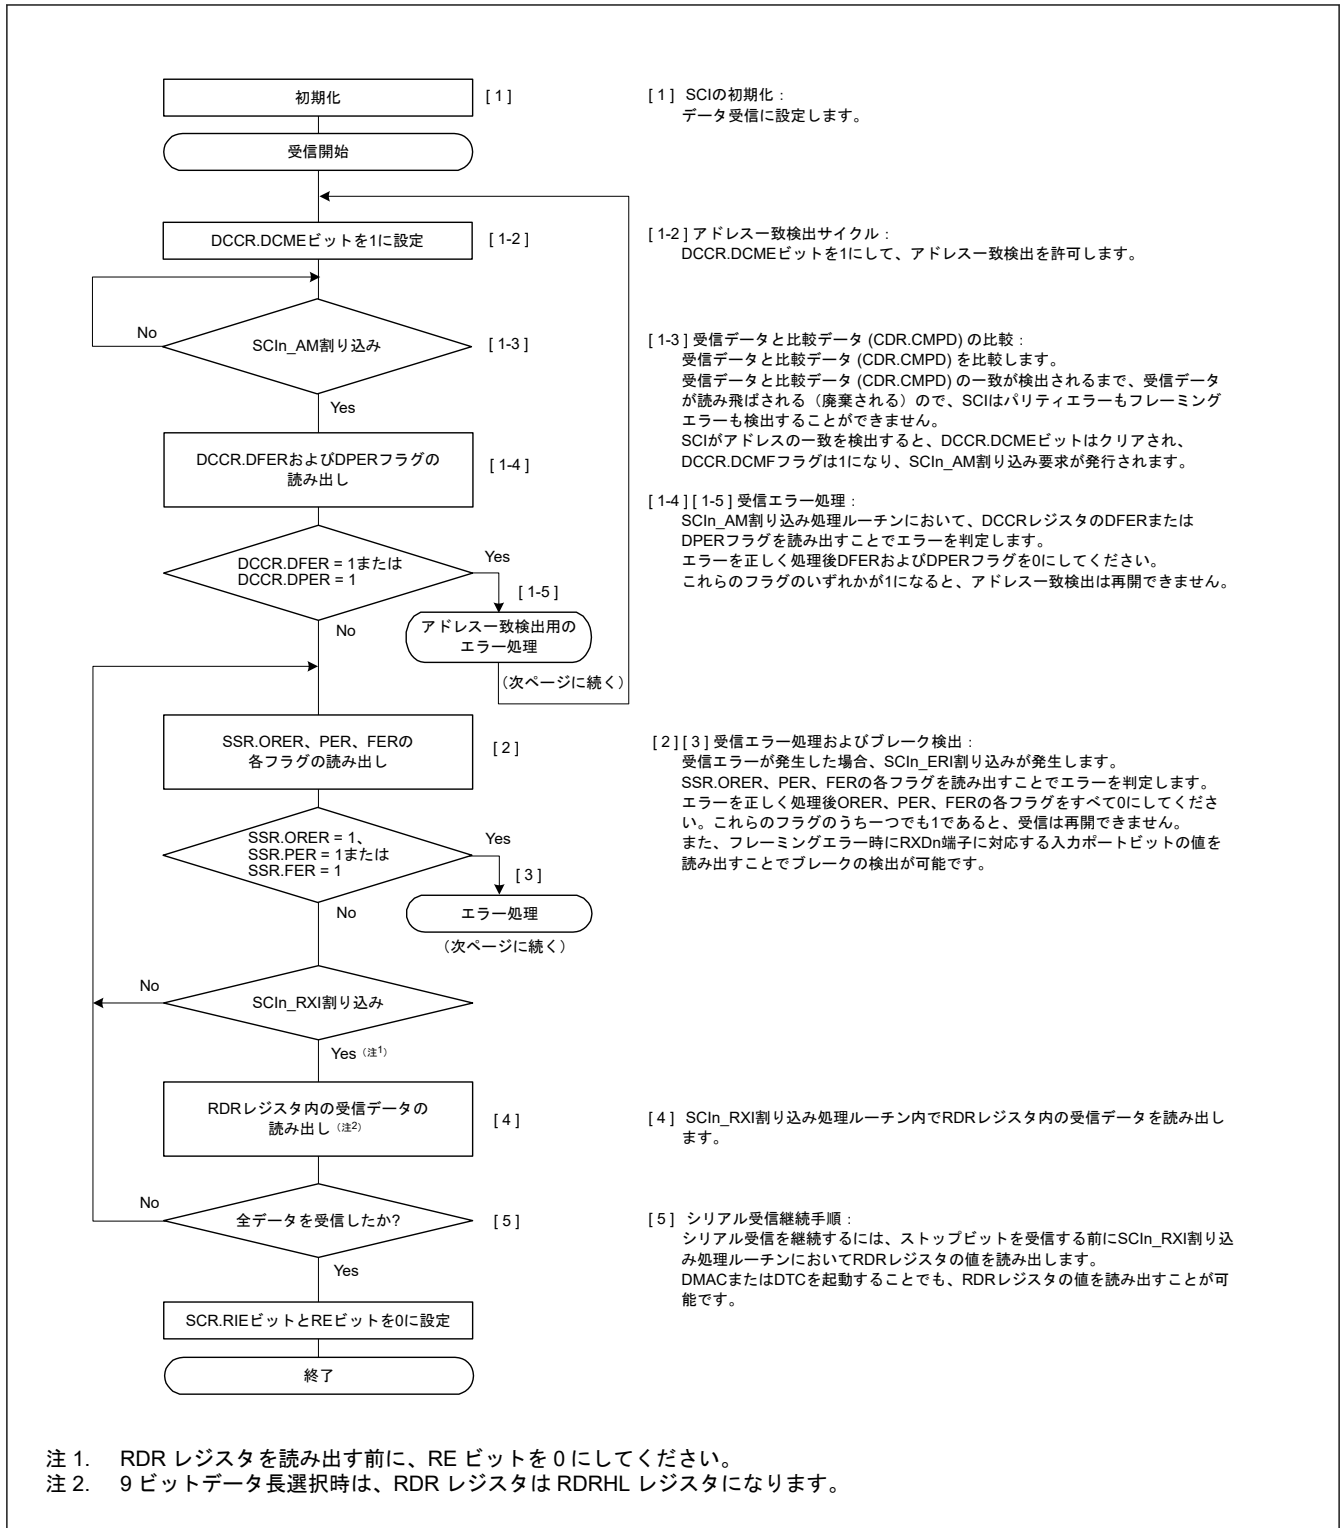 初期化
[ 1 ]
受信開始
DCCR.DCMEビットを1に設定
[ 1-2 ]
No
SCIn_AM割り込み
[ 1-3 ]
Yes
DCCR.DFERおよびDPERフラグの
読み出し
[ 1-4 ]
DCCR.DFER = 1または
DCCR.DPER = 1
Yes
[ 1-5 ]
アドレス一致検出用の
エラー処理
（次ページに続く）
No
SSR.ORER、PER、FERの
各フラグの読み出し
[ 2 ]
SSR.ORER = 1、
SSR.PER = 1または
SSR.FER = 1
Yes
[ 3 ]
エラー処理
（次ページに続く）
No
No
SCIn_RXI割り込み
Yes（注1）
RDRレジスタ内の受信データの
読み出し（注2）
[ 4 ]
No
全データを受信したか?
[ 5 ]
Yes
SCR.RIEビットとREビットを0に設定
終了
[ 1 ] SCIの初期化：
データ受信に設定します。
[ 1-2 ] アドレス一致検出サイクル：
DCCR.DCMEビットを1にして、アドレス一致検出を許可します。
[ 1-3 ] 受信データと比較データ (CDR.CMPD) の比較：
受信データと比較データ (CDR.CMPD) を比較します。
受信データと比較データ (CDR.CMPD) の一致が検出されるまで、受信データ
が読み飛ばされる（廃棄される）ので、SCIはパリティエラーもフレーミング
エラーも検出することができません。
SCIがアドレスの一致を検出すると、DCCR.DCMEビットはクリアされ、
DCCR.DCMFフラグは1になり、SCIn_AM割り込み要求が発行されます。
[ 1-4 ] [ 1-5 ] 受信エラー処理：
SCIn_AM割り込み処理ルーチンにおいて、DCCRレジスタのDFERまたは
DPERフラグを読み出すことでエラーを判定します。
エラーを正しく処理後DFERおよびDPERフラグを0にしてください。
これらのフラグのいずれかが1になると、アドレス一致検出は再開できません。
[ 2 ] [ 3 ] 受信エラー処理およびブレーク検出：
受信エラーが発生した場合、SCIn_ERI割り込みが発生します。
SSR.ORER、PER、FERの各フラグを読み出すことでエラーを判定します。
エラーを正しく処理後ORER、PER、FERの各フラグをすべて0にしてくださ
い。これらのフラグのうち一つでも1であると、受信は再開できません。
また、フレーミングエラー時にRXDn端子に対応する入力ポートビットの値を
読み出すことでブレークの検出が可能です。
[ 4 ] SCIn_RXI割り込み処理ルーチン内でRDRレジスタ内の受信データを読み出し
ます。
[ 5 ] シリアル受信継続手順：
シリアル受信を継続するには、ストップビットを受信する前にSCIn_RXI割り込
み処理ルーチンにおいてRDRレジスタの値を読み出します。
DMACまたはDTCを起動することでも、RDRレジスタの値を読み出すことが可
能です。
注 1. RDR レジスタを読み出す前に、RE ビットを 0 にしてください。
注 2. 9 ビットデータ長選択時は、RDR レジスタは RDRHL レジスタになります。